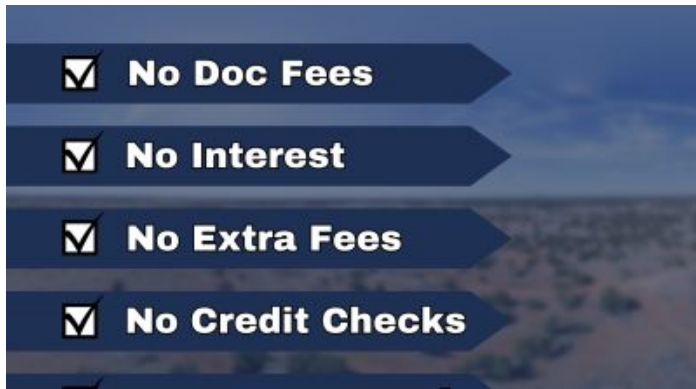 No Doc Fees
No Interest
No Extra Fees
No Credit Checks